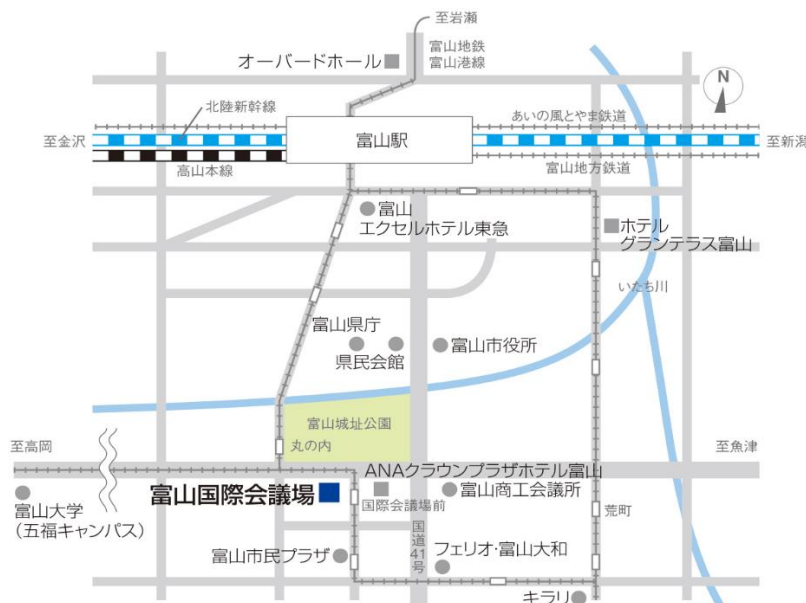 至岩瀬
富山地鉄
富山港線
オーバードホール
N
北陸新幹線
あいの風とやま鉄道
至金沢
富山駅
至新潟
高山本線
富山地方鉄道
富山
エクセルホテル東急
ホテル
グランテラス富山
いたち川
富山県庁
県民会館
富山市役所
富山城址公園
丸の内
至高岡
至魚津
ANAクラウンプラザホテル富山
富山国際会議場
富山商工会議所
国際会議場前
荒町
富山大学
(五福キャンパス)
国道41号
富山市民プラザ
フェリオ・富山大和
キラリ